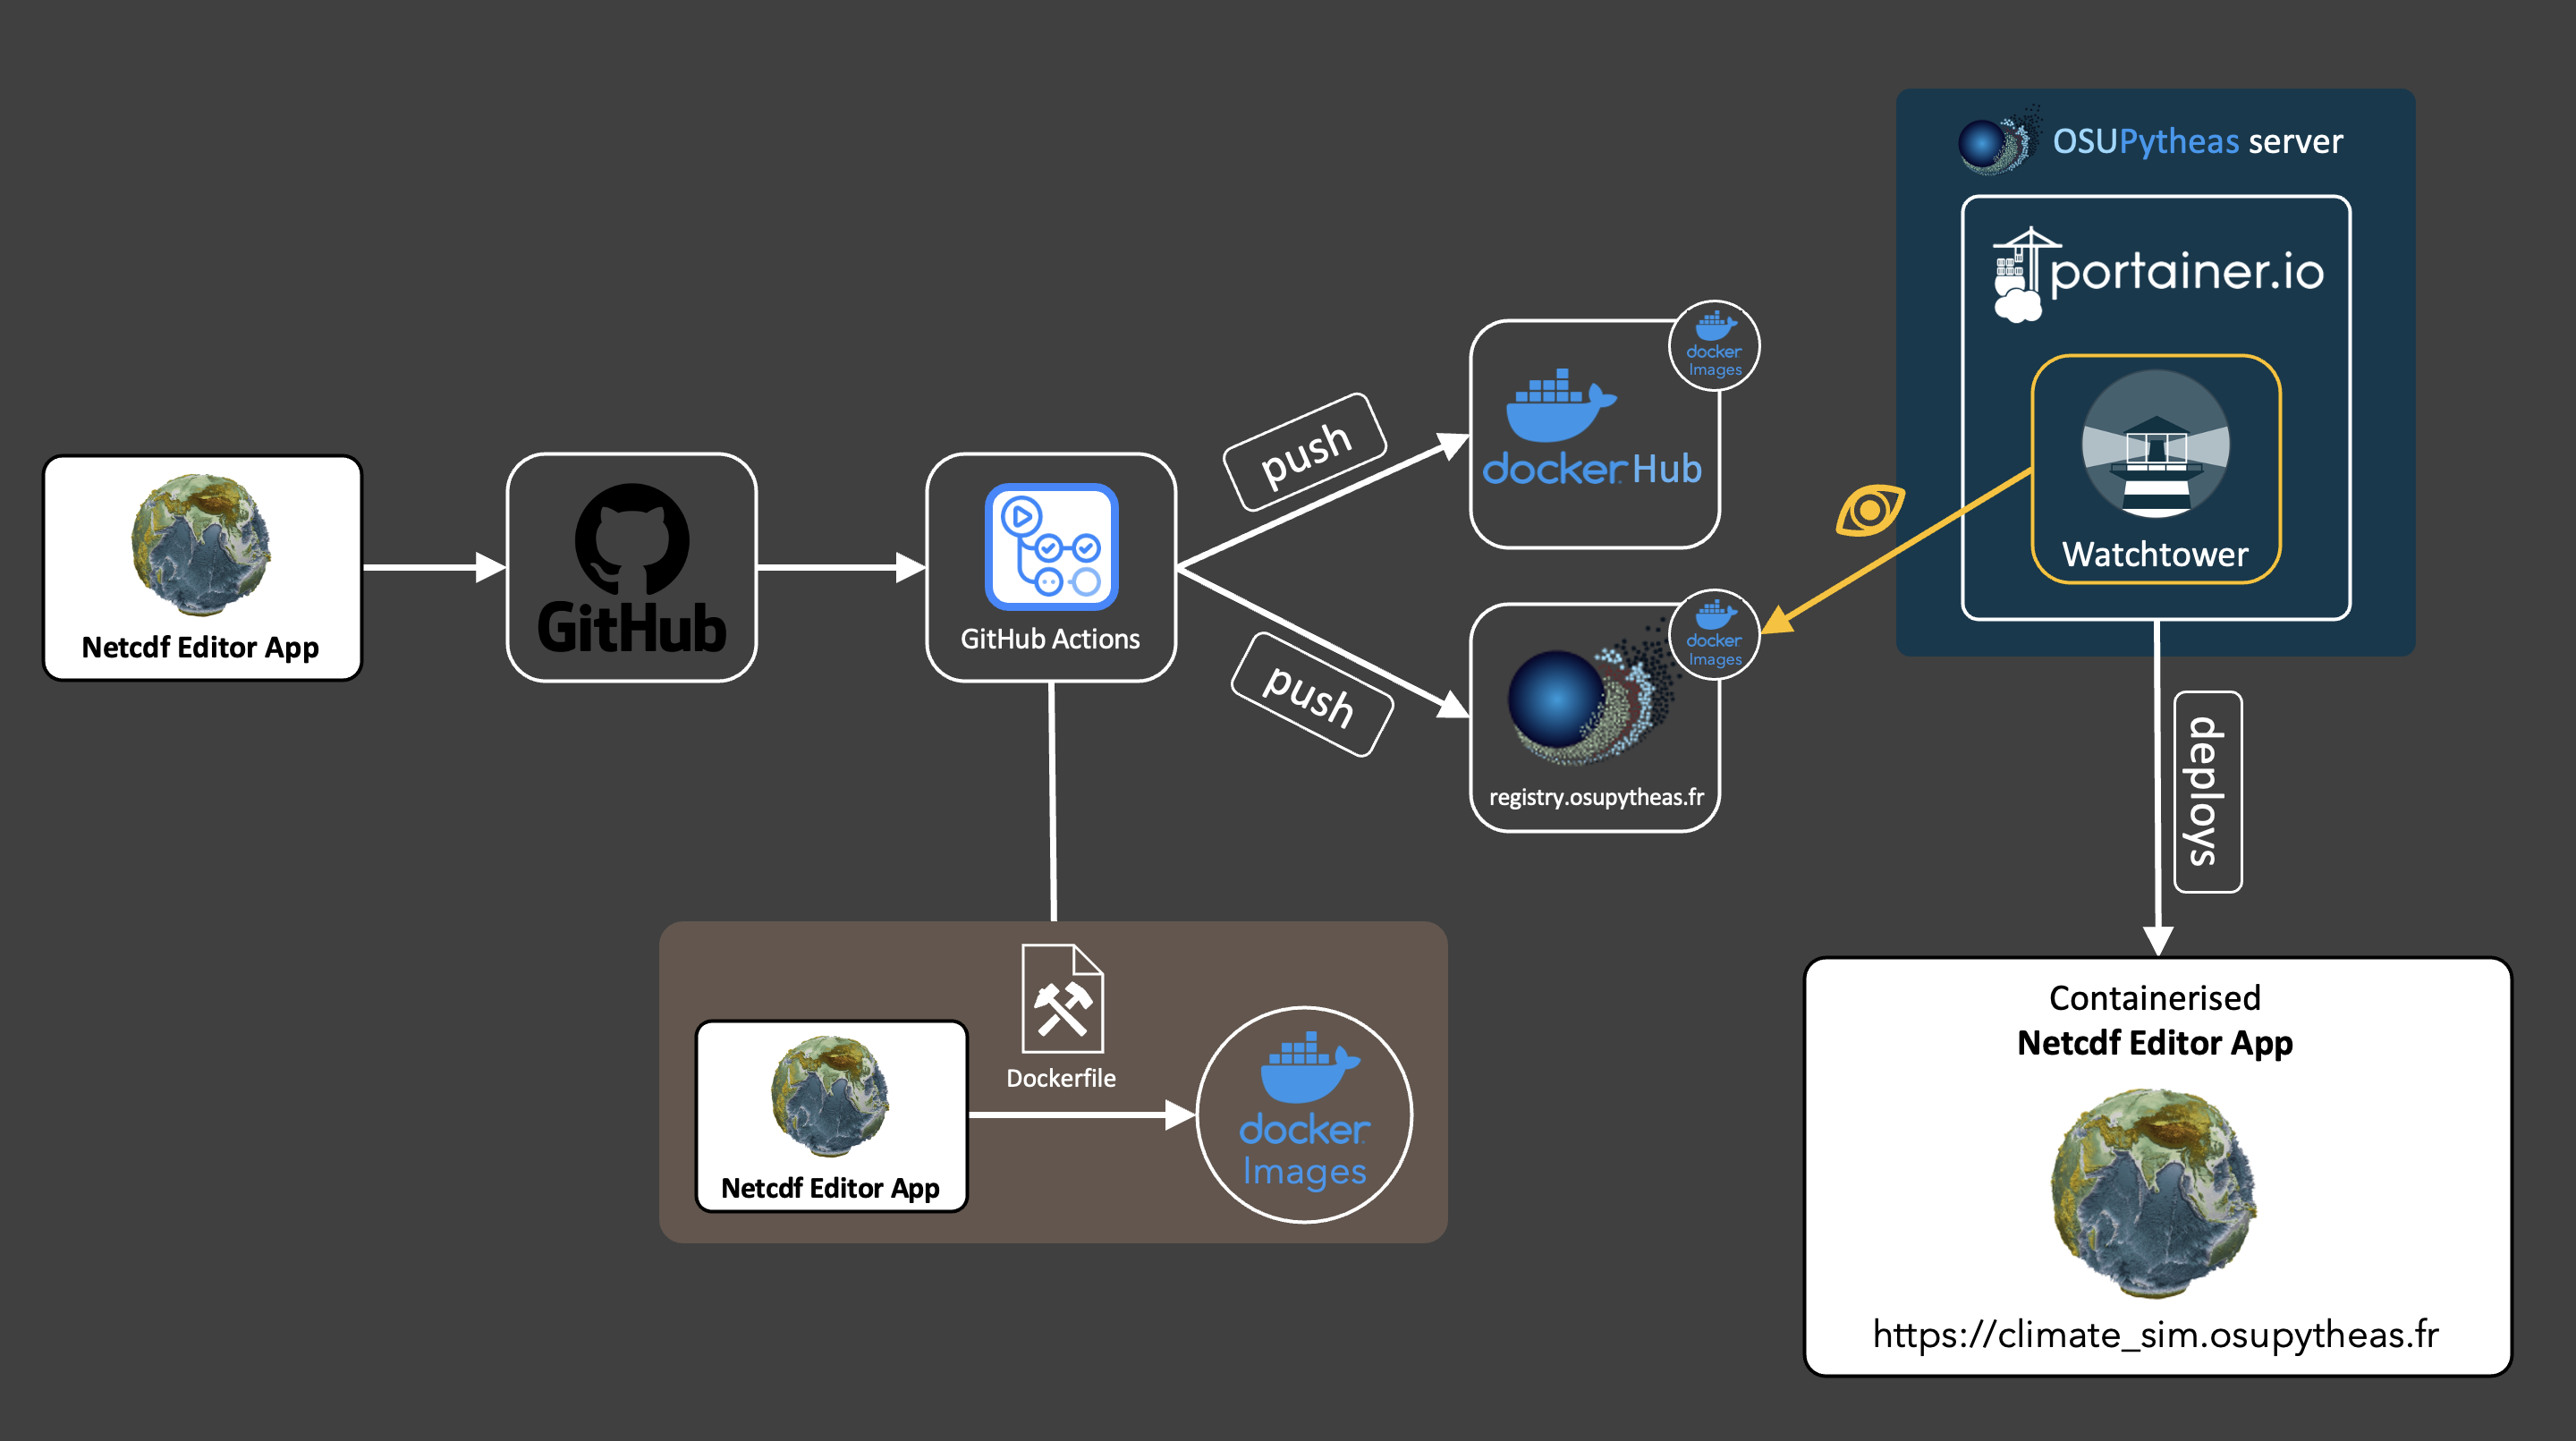 Netcdf Editor App
GitHub
GitHub Actions
push
push
docker Hub
docker
Images
registry.osupytheas.fr
docker
Images
OSUPytheas server
portainer.io
Watchtower
deploys
Dockerfile
Netcdf Editor App
docker
Images
Containerised
Netcdf Editor App
https://climate_sim.osupytheas.fr